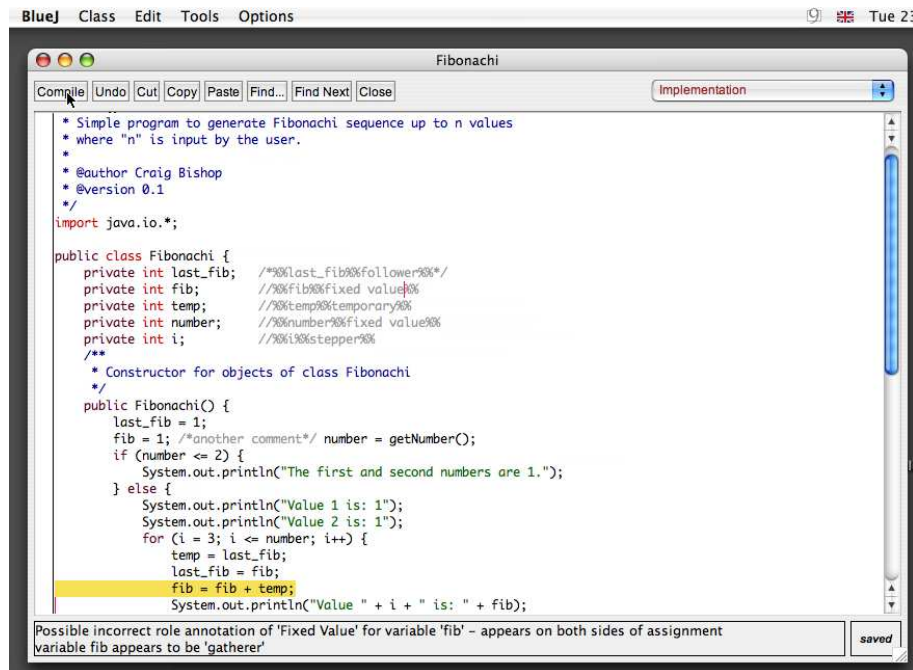 BlueJ Class Edit Tools Options 9 Tue 23
Fibonachi
Compile Undo Cut Copy Paste Find... Find Next Close Implementation
* Simple program to generate Fibonachi sequence up to n values
* where "n" is input by the user.
*
* @author Craig Bishop
* @version 0.1
*/
import java.io.*;
public class Fibonachi {
private int last_fib; /*%%last_fib%%follower%%*/
private int fib; //%%fib%%fixed value%%
private int temp; //%%temp%%temporary%%
private int number; //%%number%%fixed value%%
private int i; //%%i%%stepper%%
/**
* Constructor for objects of class Fibonachi
*/
public Fibonachi() {
last_fib = 1;
fib = 1; /*another comment*/ number = getNumber();
if (number <= 2) {
System.out.println("The first and second numbers are 1.");
} else {
System.out.println("Value 1 is: 1");
System.out.println("Value 2 is: 1");
for (i = 3; i <= number; i++) {
temp = last_fib;
last_fib = fib;
fib = fib + temp;
System.out.println("Value " + i + " is: " + fib);
Possible incorrect role annotation of 'Fixed Value' for variable 'fib' – appears on both sides of assignment
variable fib appears to be 'gatherer'
saved